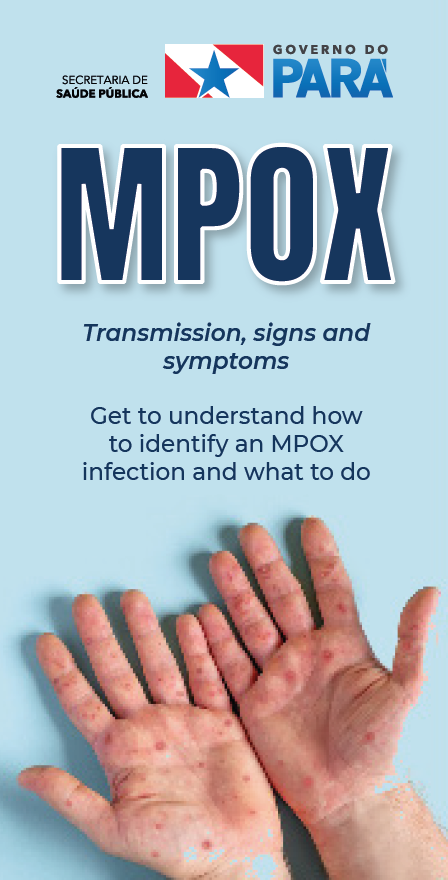 SECRETARIA DE
SAÚDE PÚBLICA
GOVERNO DO
PARÁ
MPOX
Transmission, signs and
symptoms
Get to understand how
to identify an MPOX
infection and what to do